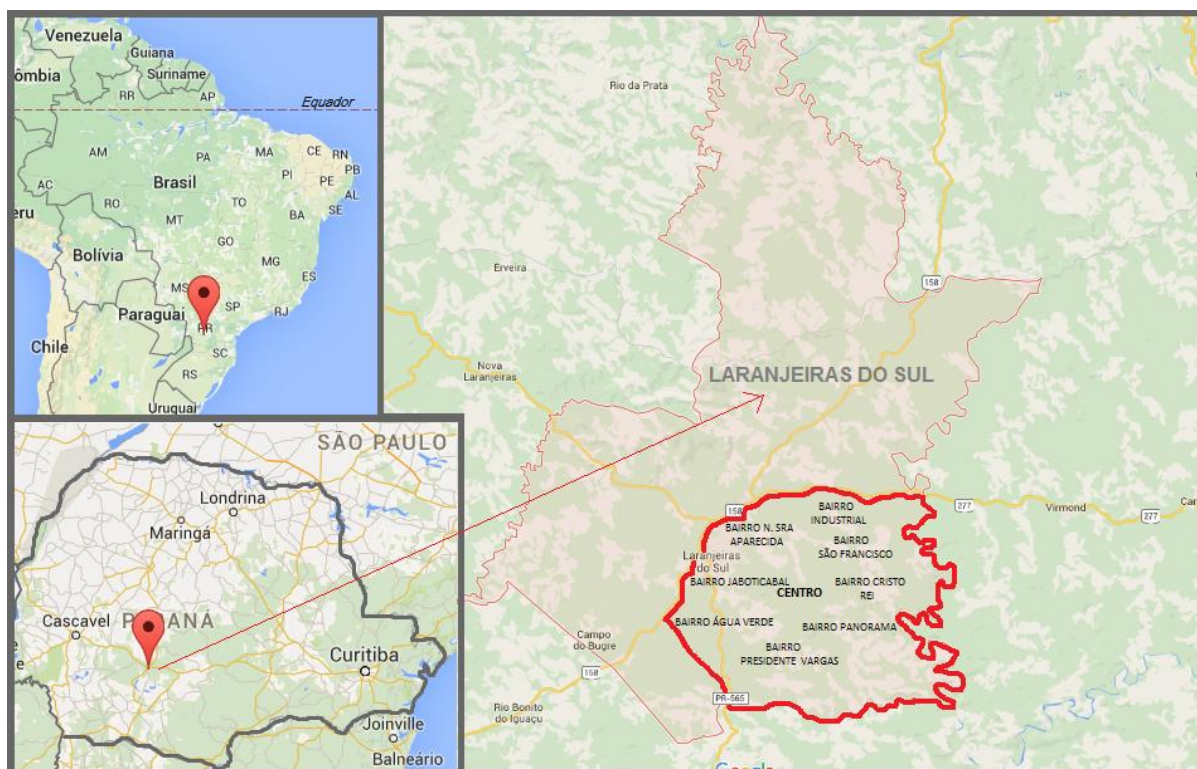 Venezuela
Guiana
Suriname
ômbia
RR
AP
Equador
AM
PA
MA
CE
RN
PB
PI
PE
AL
AC
Brasil
TO
SE
RO
MT
BA
eru
GO
Bolívia
MG
ES
MS
SP
RJ
Paraguai
PR
Chile
SC
RS
Uruguai
SÃO PAULO
Londrina
Maringá
PARANÁ
Cascavel
Curitiba
Joinville
Balneário
Rio da Prata
Erveira
158
Nova
Laranjeiras
LARANJEIRAS DO SUL
277
Virmond
277
158
BAIRRO
INDUSTRIAL
BAIRRO N. SRA
APARECIDA
BAIRRO
SÃO FRANCISCO
Laranjeiras
do Sul
BAIRRO JABOTICABAL
CENTRO
BAIRRO CRISTO
REI
BAIRRO ÁGUA VERDE
BAIRRO PANORAMA
Campo
do Bugre
BAIRRO
PRESIDENTE VARGAS
158
PR-565
Rio Bonito
do Iguaçu
Google